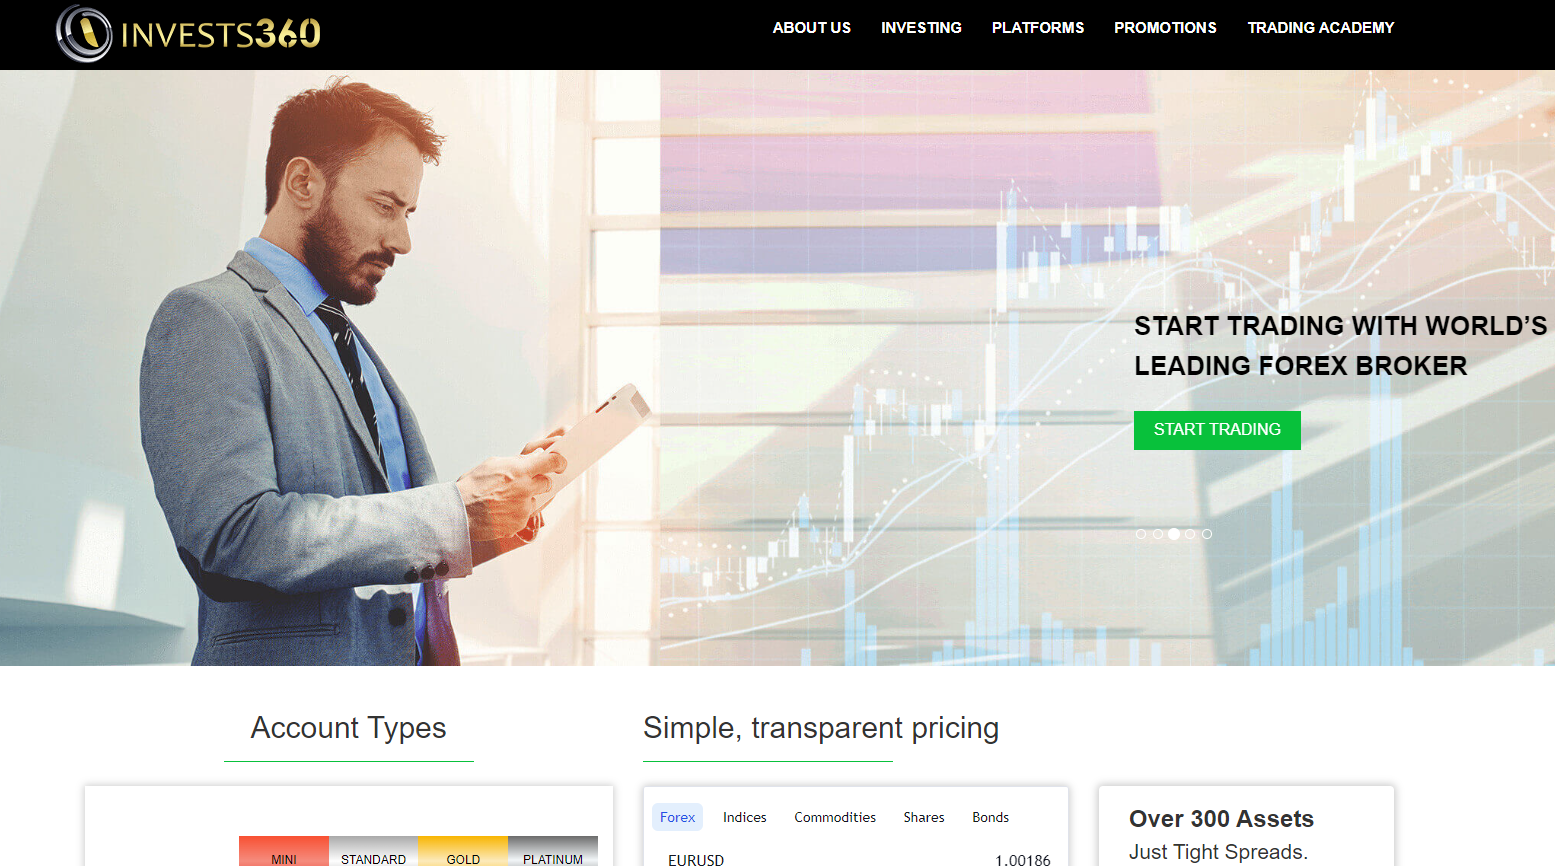 INVESTS360
ABOUT US INVESTING PLATFORMS PROMOTIONS TRADING ACADEMY
START TRADING WITH WORLD’S
LEADING FOREX BROKER
START TRADING
Account Types
MINI STANDARD GOLD PLATINUM
Simple, transparent pricing
Forex Indices Commodities Shares Bonds
EURUSD 1.00186
Over 300 Assets
Just Tight Spreads.